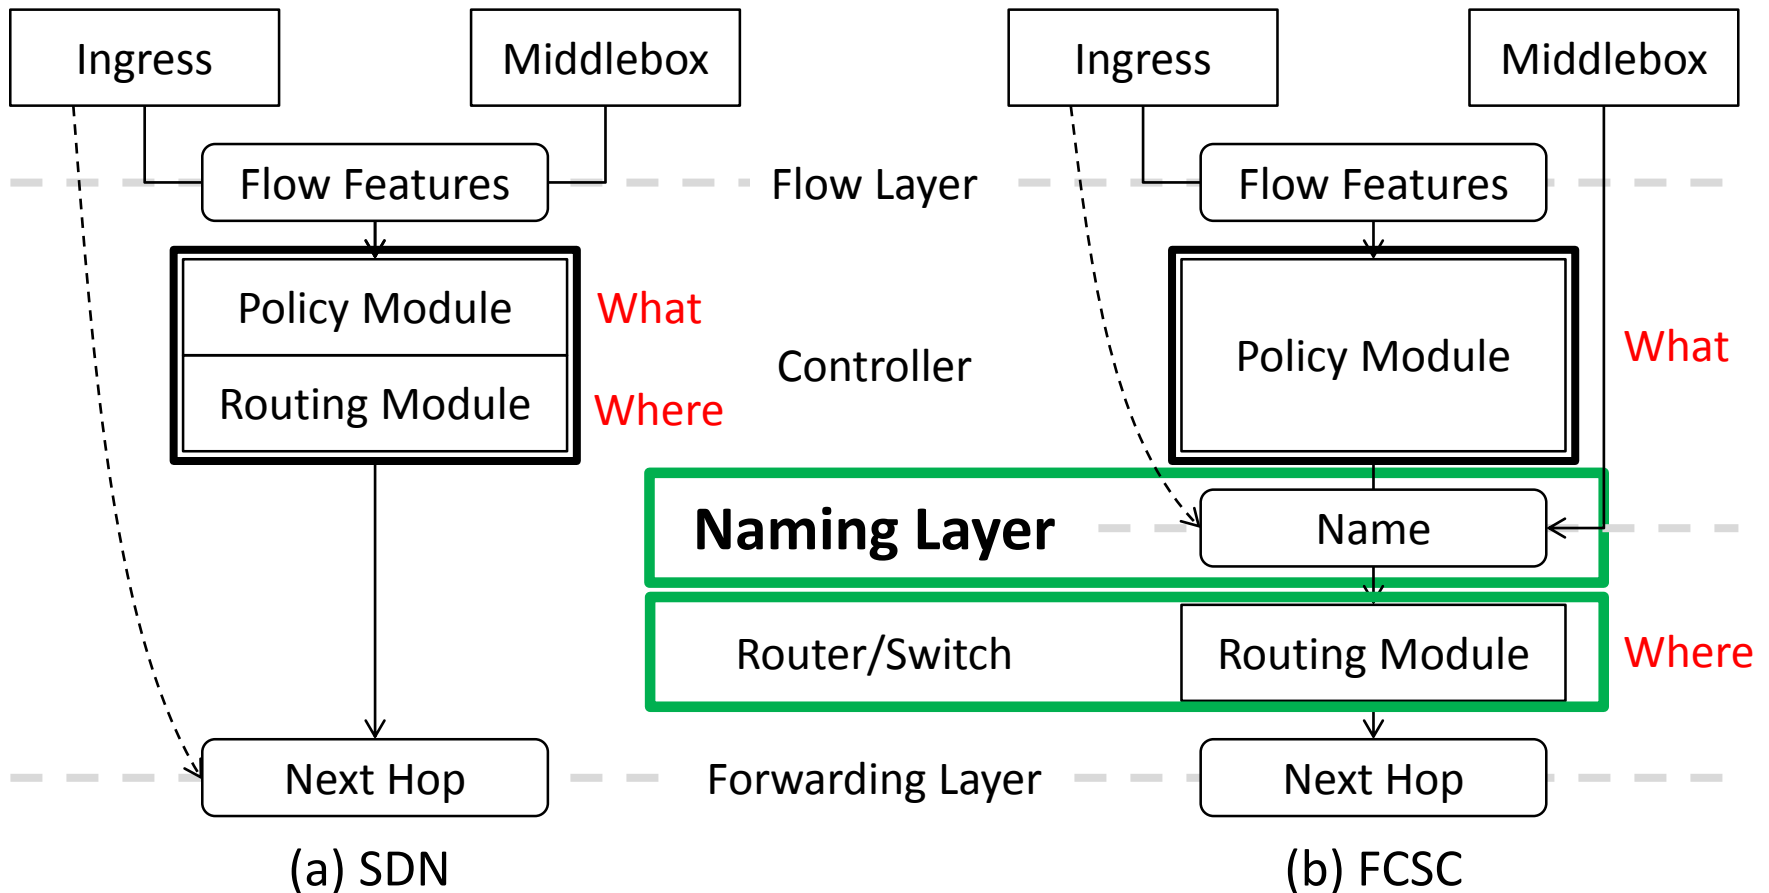 Ingress
Middlebox
Ingress
Middlebox
Flow Features
Flow Layer
Flow Features
Policy Module
What
Routing Module
Where
Controller
Policy Module
What
Naming Layer
Name
Router/Switch
Routing Module
Where
Next Hop
Forwarding Layer
Next Hop
(a) SDN
(b) FCSC